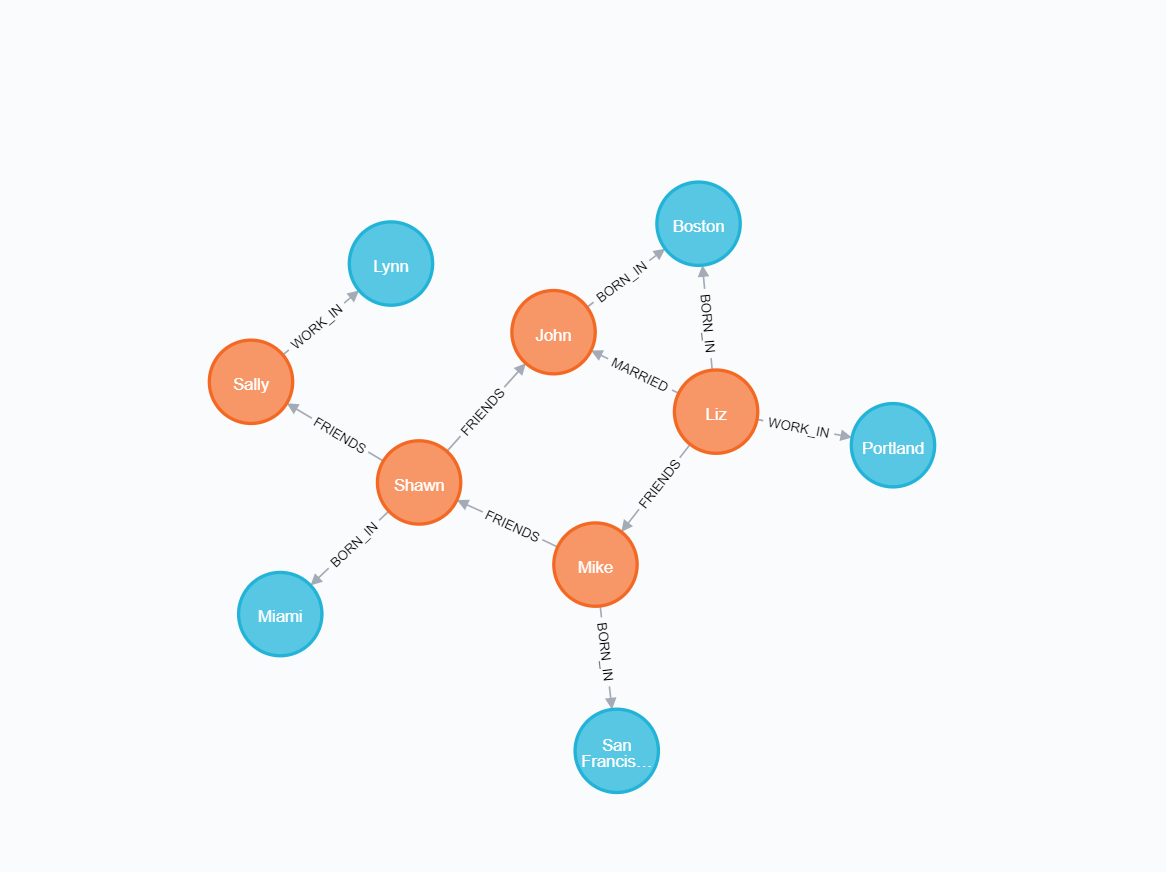 Boston
Lynn
BORN_IN
John
BORN_IN
WORK_IN
MARRIED
Sally
Liz
WORK_IN
Portland
FRIENDS
FRIENDS
Shawn
FRIENDS
FRIENDS
BORN_IN
Mike
Miami
BORN_IN
San
Francis...